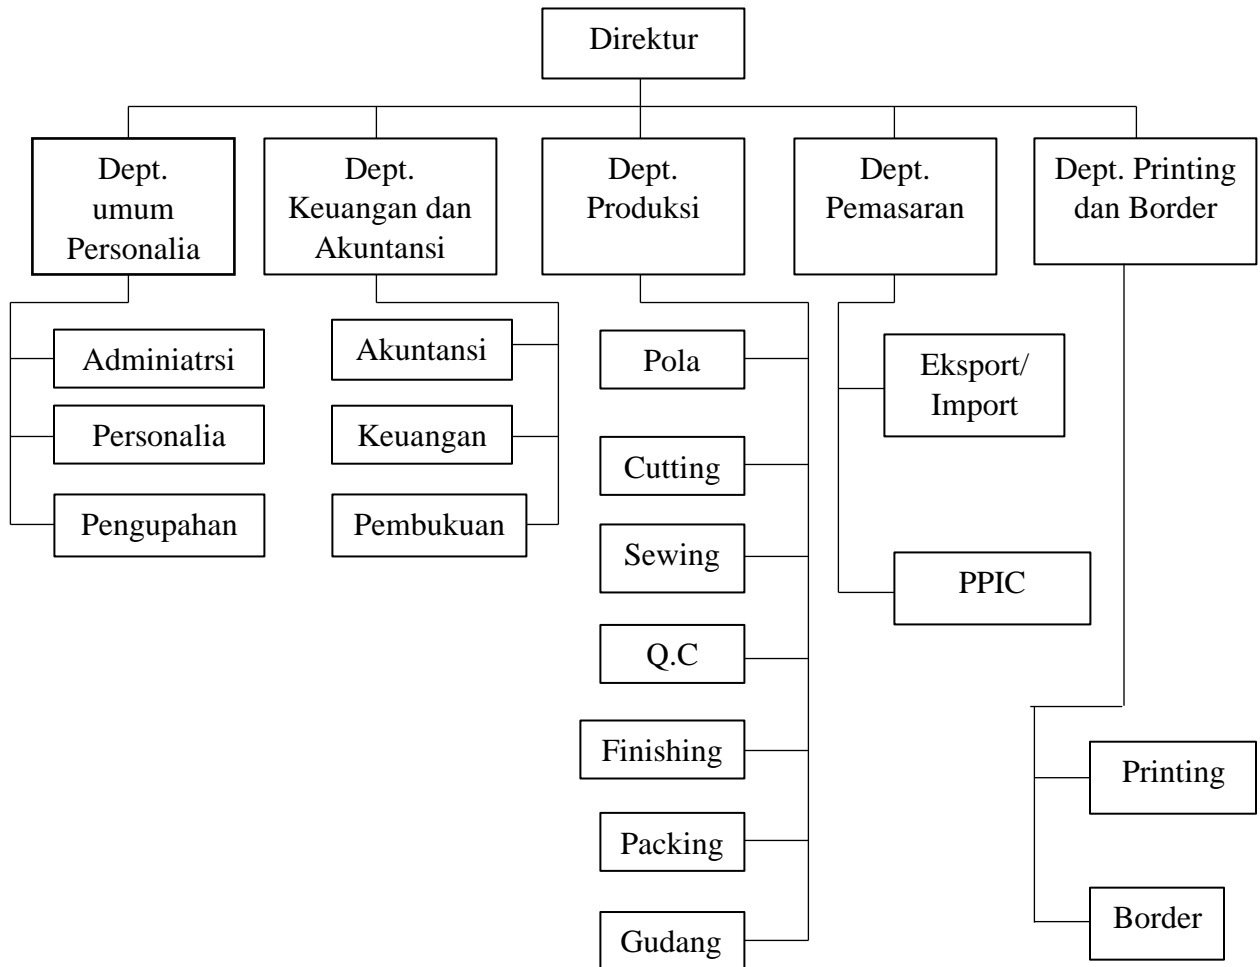 Direktur
Dept.
umum
Personalia
Dept.
Keuangan dan
Akuntansi
Dept.
Produksi
Dept.
Pemasaran
Dept. Printing
dan Border
Adminiatrsi
Personalia
Pengupahan
Akuntansi
Keuangan
Pembukuan
Pola
Cutting
Sewing
Q.C
Finishing
Packing
Gudang
Eksport/
Import
PPIC
Printing
Border